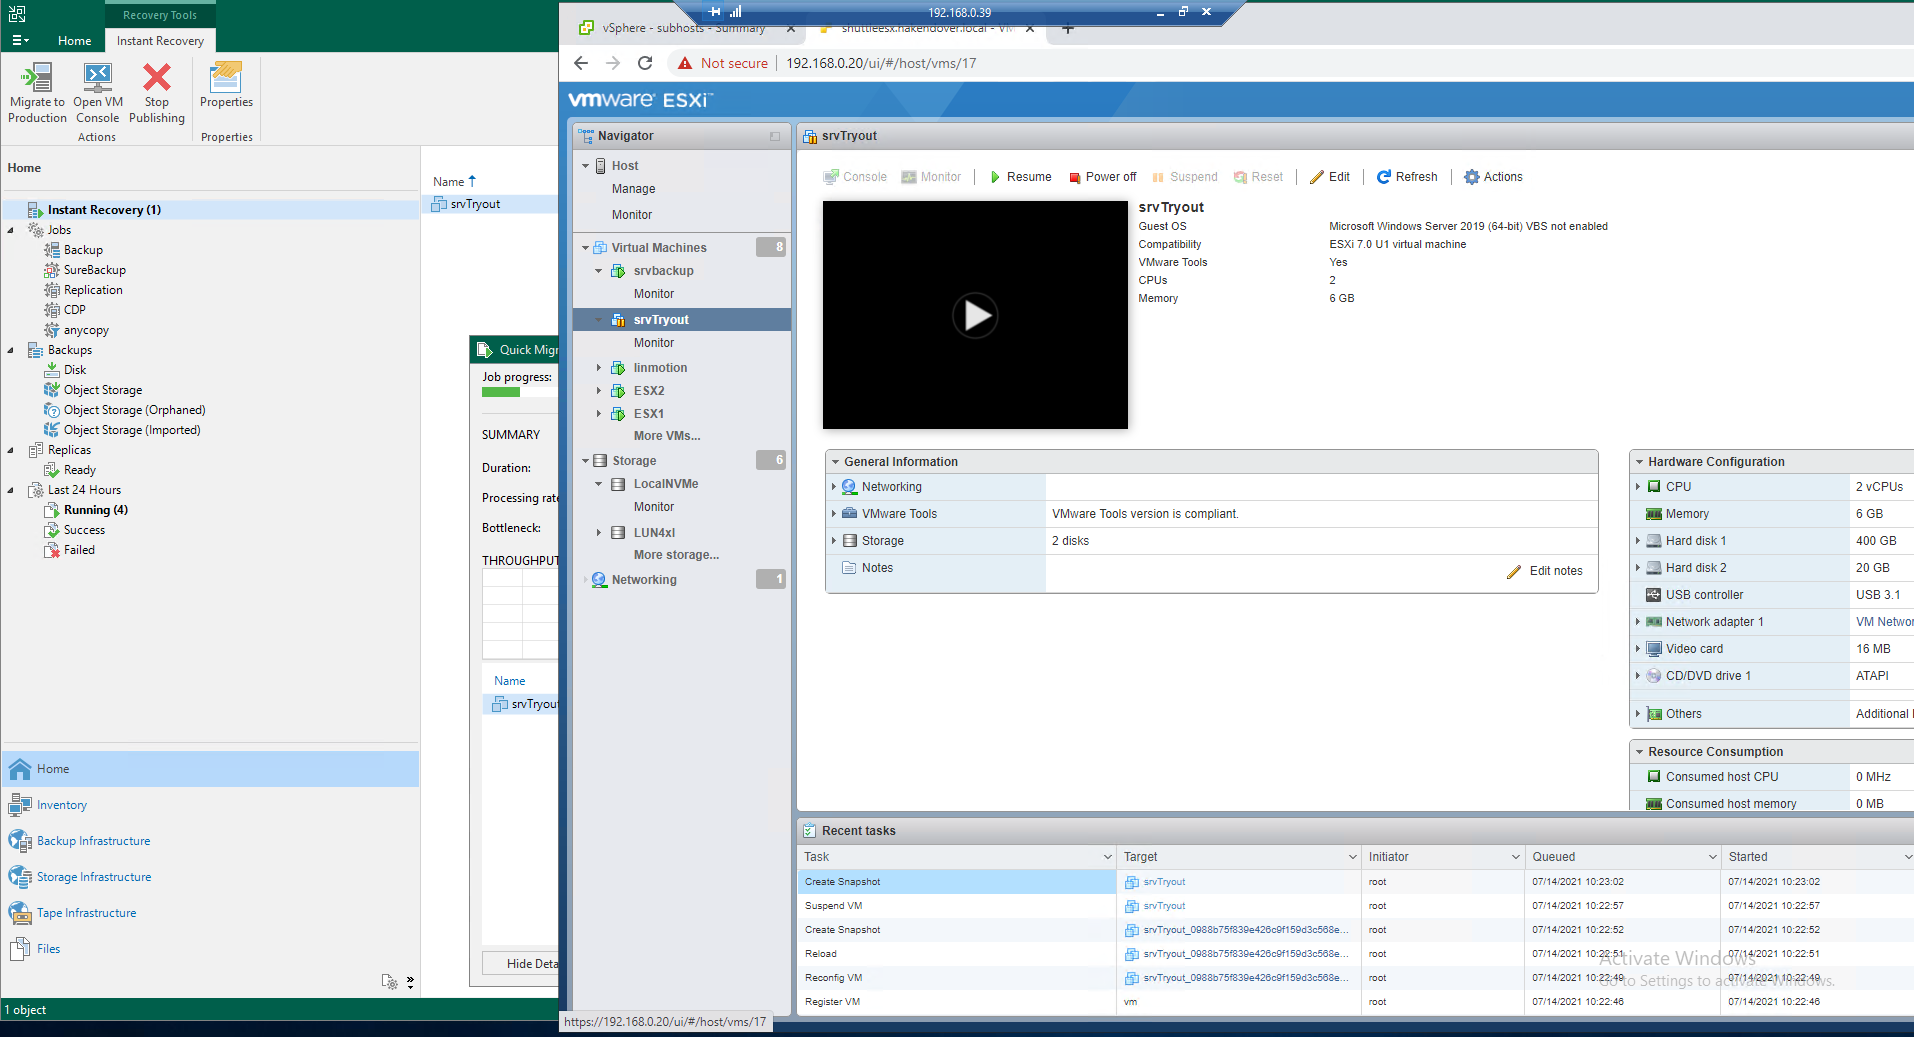 Recovery Tools
Home
Instant Recovery
Migrate to Production
Open VM Console
Stop Publishing
Properties
Actions
Properties
Home
Instant Recovery (1)
Jobs
Backup
SureBackup
Replication
CDP
anycopy
Backups
Disk
Object Storage
Object Storage (Orphaned)
Object Storage (Imported)
Replicas
Ready
Last 24 Hours
Running (4)
Success
Failed
Home
Inventory
Backup Infrastructure
Storage Infrastructure
Tape Infrastructure
Files
1 object
Name
srvTryout
Quick Migr
Job progress:
SUMMARY
Duration:
Processing rate
Bottleneck:
THROUGHPUT
Name
srvTryout
Hide Deta
192.168.0.39
vSphere - subhosts - Summary
shuttleesx.hakendover.local - VM
Not secure
192.168.0.20/ui/#/host/vms/17
vmware ESXi™
Navigator
Host
Manage
Monitor
Virtual Machines 8
srvbackup
Monitor
srvTryout
Monitor
linmotion
ESX2
ESX1
More VMs...
Storage 6
LocalNVMe
Monitor
LUN4xl
More storage...
Networking 1
srvTryout
Console Monitor Resume Power off Suspend Reset Edit Refresh Actions
srvTryout
Guest OS Microsoft Windows Server 2019 (64-bit) VBS not enabled
Compatibility ESXi 7.0 U1 virtual machine
VMware Tools Yes
CPUs 2
Memory 6 GB
General Information
Networking
VMware Tools VMware Tools version is compliant.
Storage 2 disks
Notes Edit notes
Hardware Configuration
CPU 2 vCPUs
Memory 6 GB
Hard disk 1 400 GB
Hard disk 2 20 GB
USB controller USB 3.1
Network adapter 1 VM Networ
Video card 16 MB
CD/DVD drive 1 ATAPI
Others Additional
Resource Consumption
Consumed host CPU 0 MHz
Consumed host memory 0 MB
Recent tasks
Task Target Initiator Queued Started
Create Snapshot srvTryout root 07/14/2021 10:23:02 07/14/2021 10:23:02
Suspend VM srvTryout root 07/14/2021 10:22:57 07/14/2021 10:22:57
Create Snapshot srvTryout_0988b75f839e426c9f159d3c568e... root 07/14/2021 10:22:52 07/14/2021 10:22:52
Reload srvTryout_0988b75f839e426c9f159d3c568e... root 07/14/2021 10:22:51 07/14/2021 10:22:51
Reconfig VM srvTryout_0988b75f839e426c9f159d3c568e... root 07/14/2021 10:22:49 07/14/2021 10:22:49
Register VM vm root 07/14/2021 10:22:46 07/14/2021 10:22:46
Activate Windows
Go to Settings to activate Windows.
https://192.168.0.20/ui/#/host/vms/17